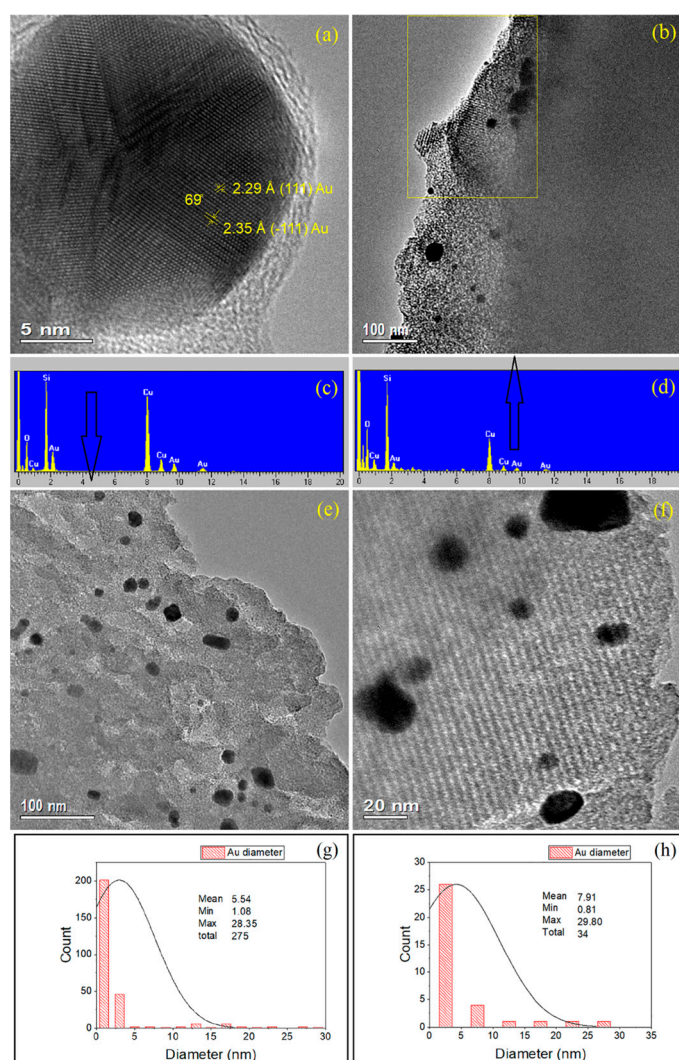 (a)
2.29 Å (111) Au
69°
2.35 Å (-111) Au
5 nm
(b)
100 nm
(c)
Si
Cu
O
Cu
Au
Cu
Au
Au
0 2 4 6 8 10 12 14 16 18 20
(d)
Si
O
Cu
Au
Cu
Cu
Au
Au
0 2 4 6 8 10 12 14 16 18
(e)
100 nm
(f)
20 nm
Au diameter
(g)
200
150
100
50
0
Count
Mean 5.54
Min 1.08
Max 28.35
total 275
0 5 10 15 20 25 30
Diameter (nm)
Au diameter
(h)
30
25
20
15
10
5
0
Count
Mean 7.91
Min 0.81
Max 29.80
Total 34
0 5 10 15 20 25 30 35
Diameter (nm)